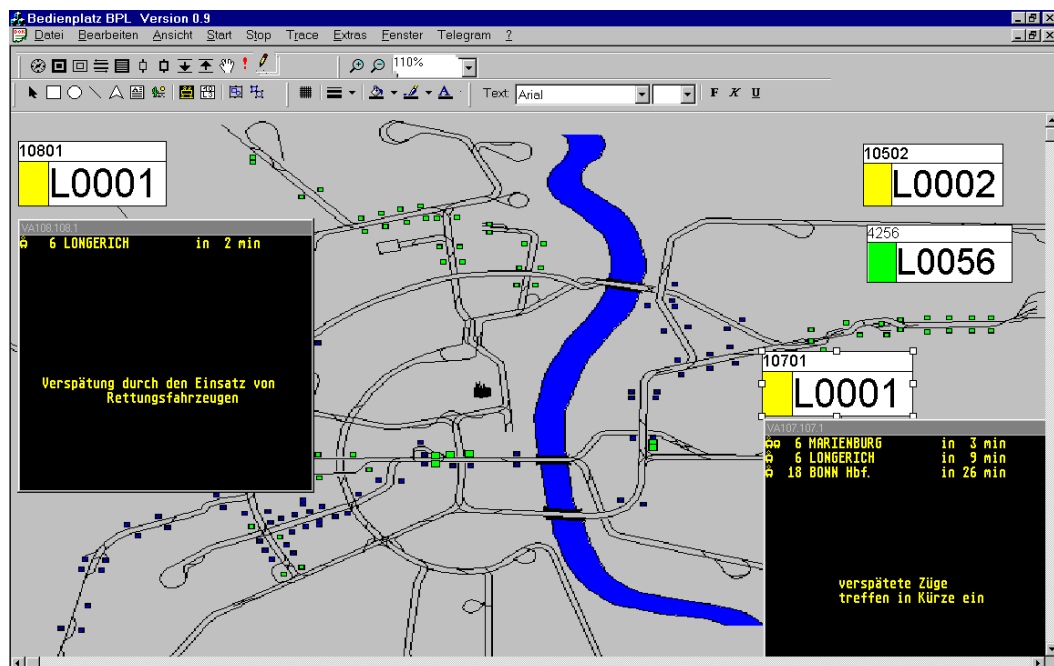 Bedienplatz BPL Version 0.9
Datei Bearbeiten Ansicht Start Stop Trace Extras Fenster Telegram ?
110%
Text: Arial F K U
10801
L0001
10502
L0002
VA108.108.1
6 LONGERICH in 2 min
Verspätung durch den Einsatz von
Rettungsfahrzeugen
4256
L0056
10701
L0001
VA107.107.1
6 MARIENBURG in 3 min
6 LONGERICH in 9 min
18 BONN Hbf. in 26 min
verspätete Züge
treffen in Kürze ein